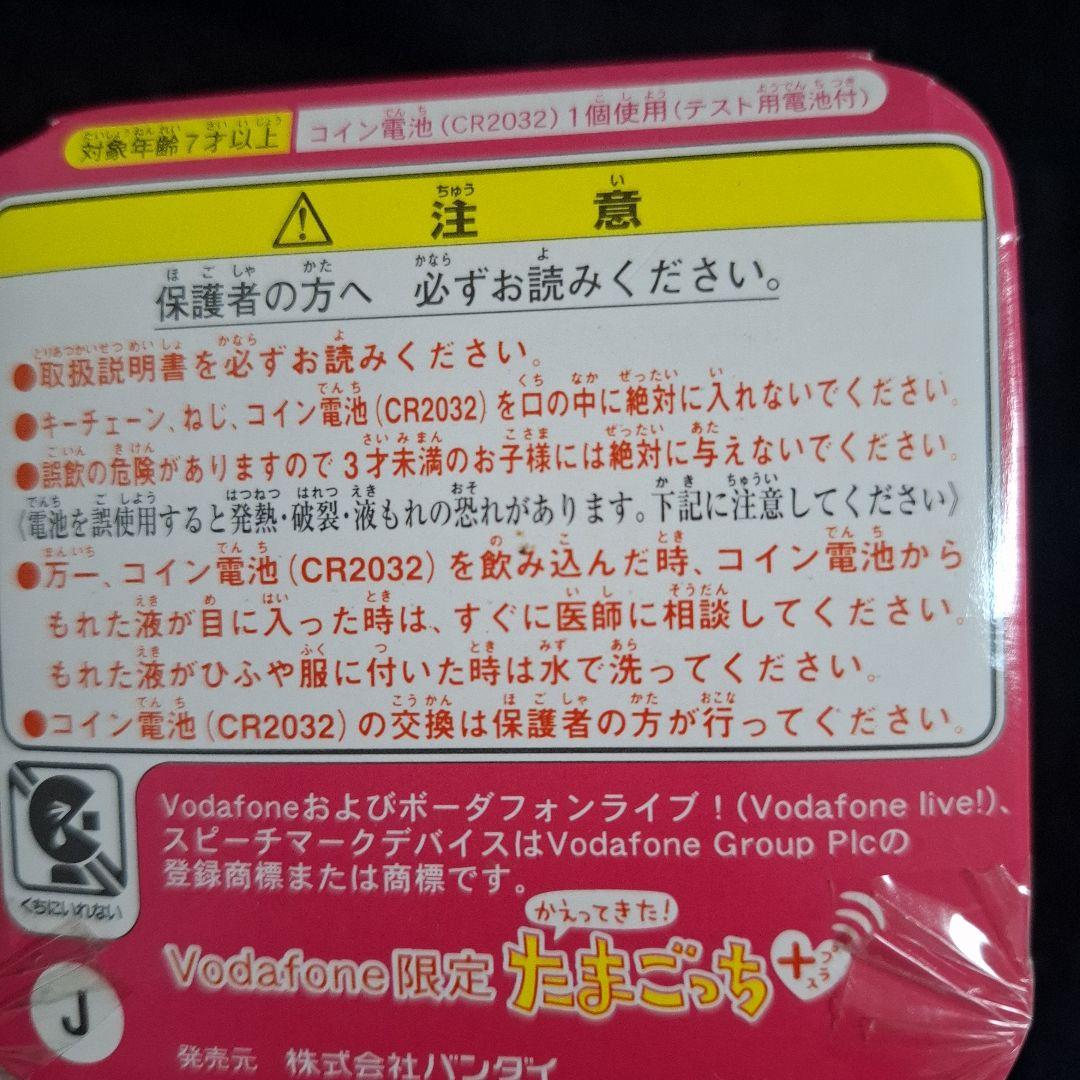 対象年齢7才以上
コイン電池(CR2032)1個使用(テスト用電池付)
注意
保護者の方へ 必ずお読みください。
●取扱説明書を必ずお読みください。
●キーチェーン、ねじ、コイン電池(CR2032)を口の中に絶対に入れないでください。
●誤飲の危険がありますので3才未満のお子様には絶対に与えないでください。
《電池を誤使用すると発熱・破裂・液もれの恐れがあります。下記に注意してください》
●万一、コイン電池(CR2032)を飲み込んだ時、コイン電池から
もれた液が目に入った時は、すぐに医師に相談してください。
もれた液がひふや服に付いた時は水で洗ってください。
●コイン電池(CR2032)の交換は保護者の方が行ってください。
くちにいれない
Vodafoneおよびボーダフォンライブ!(Vodafone live!)、
スピーチマークデバイスはVodafone Group Plcの
登録商標または商標です。
かえってきた!
Vodafone限定 たまごっち+プラス
J
発売元 株式会社バンダイ